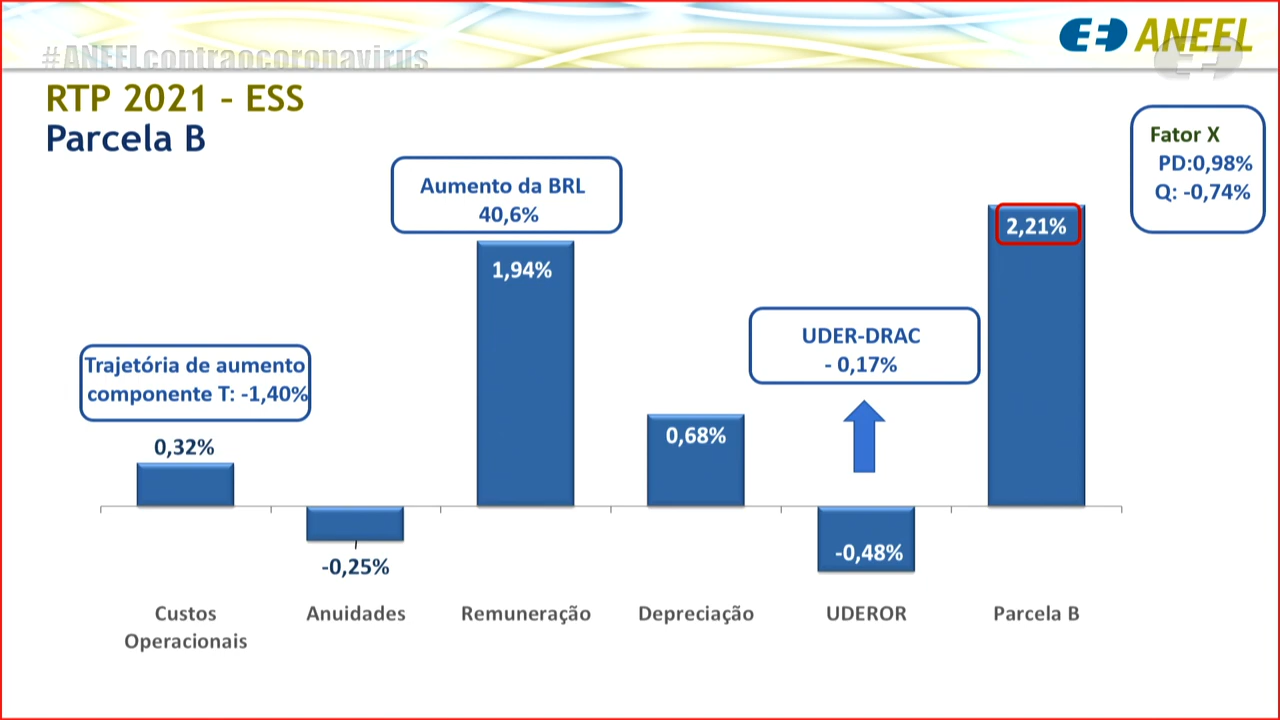 #ANEELcontraocoronavirus
ANEEL
RTP 2021 – ESS
Parcela B
Fator X
PD:0,98%
Q: -0,74%
Aumento da BRL
40,6%
2,21%
1,94%
UDER-DRAC
- 0,17%
Trajetória de aumento
componente T: -1,40%
0,32%
0,68%
-0,25%
-0,48%
Custos
Operacionais
Anuidades
Remuneração
Depreciação
UDEROR
Parcela B